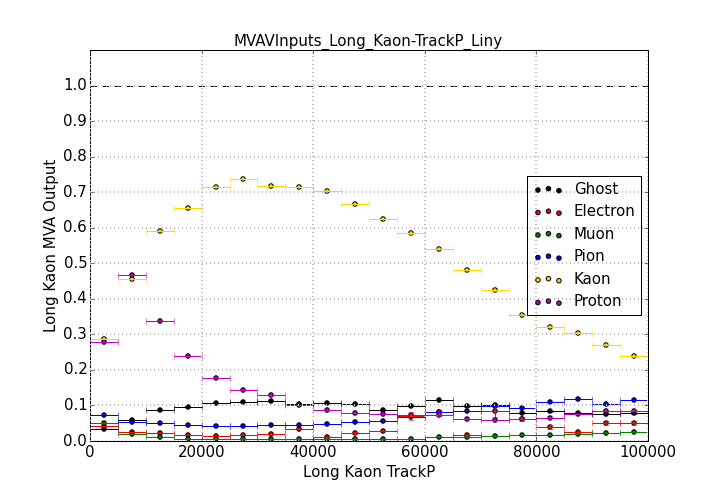 MVAVInputs_Long_Kaon-TrackP_Liny
Long Kaon MVA Output
1.0
0.9
0.8
0.7
0.6
0.5
0.4
0.3
0.2
0.1
0.0
Ghost
Electron
Muon
Pion
Kaon
Proton
0 20000 40000 60000 80000 100000
Long Kaon TrackP